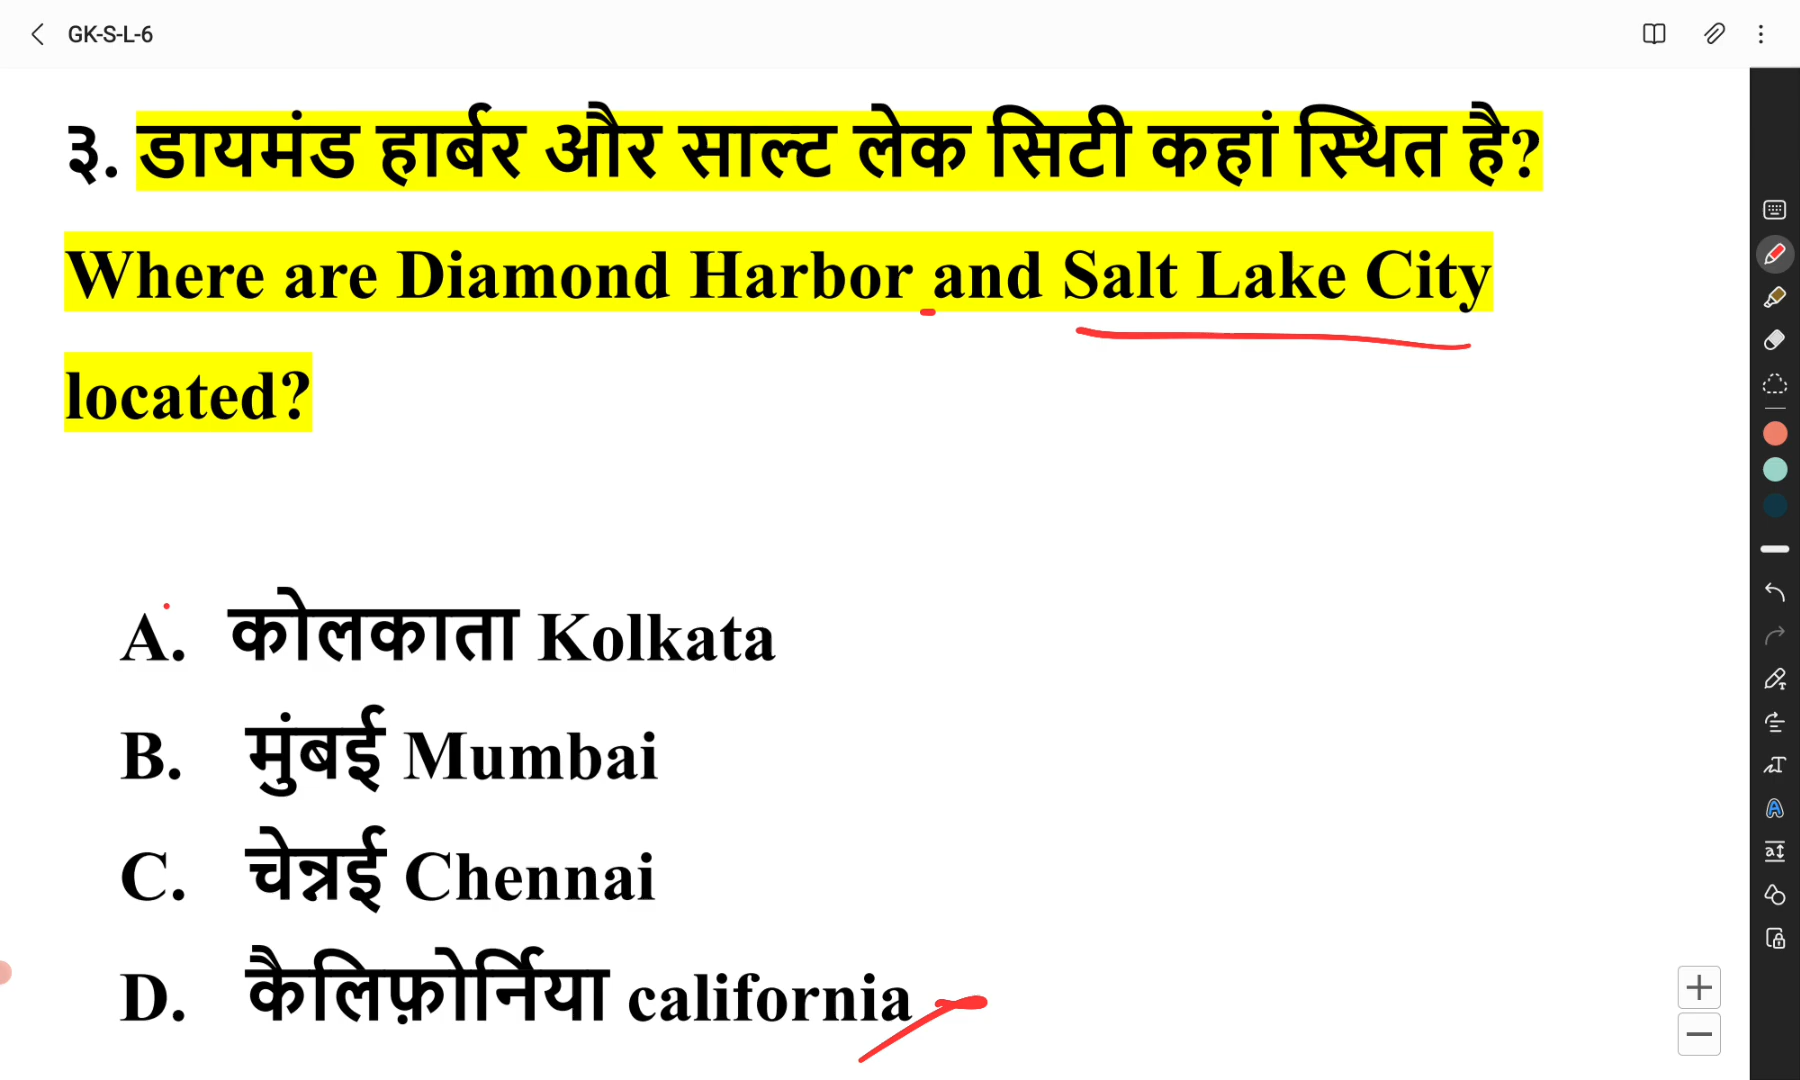 GK-S-L-6
३. डायमंड हार्बर और साल्ट लेक सिटी कहां स्थित है?
Where are Diamond Harbor and Salt Lake City
located?
A. कोलकाता Kolkata
B. मुंबई Mumbai
C. चेन्नई Chennai
D. कैलिफ़ोर्निया california